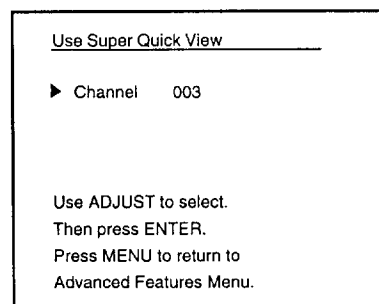 Use Super Quick View
▶ Channel 003
Use ADJUST to select.
Then press ENTER.
Press MENU to return to
Advanced Features Menu.